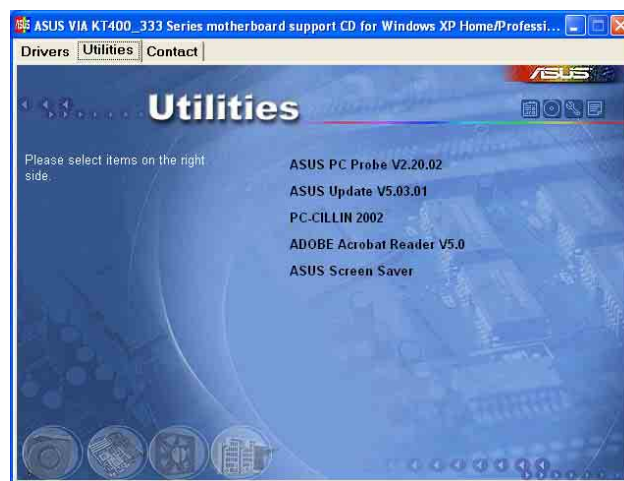 ASUS VIA KT400_333 Series motherboard support CD for Windows XP Home/Professi...
Drivers Utilities Contact
ASUS
Utilities
Please select items on the right
side.
ASUS PC Probe V2.20.02
ASUS Update V5.03.01
PC-CILLIN 2002
ADOBE Acrobat Reader V5.0
ASUS Screen Saver